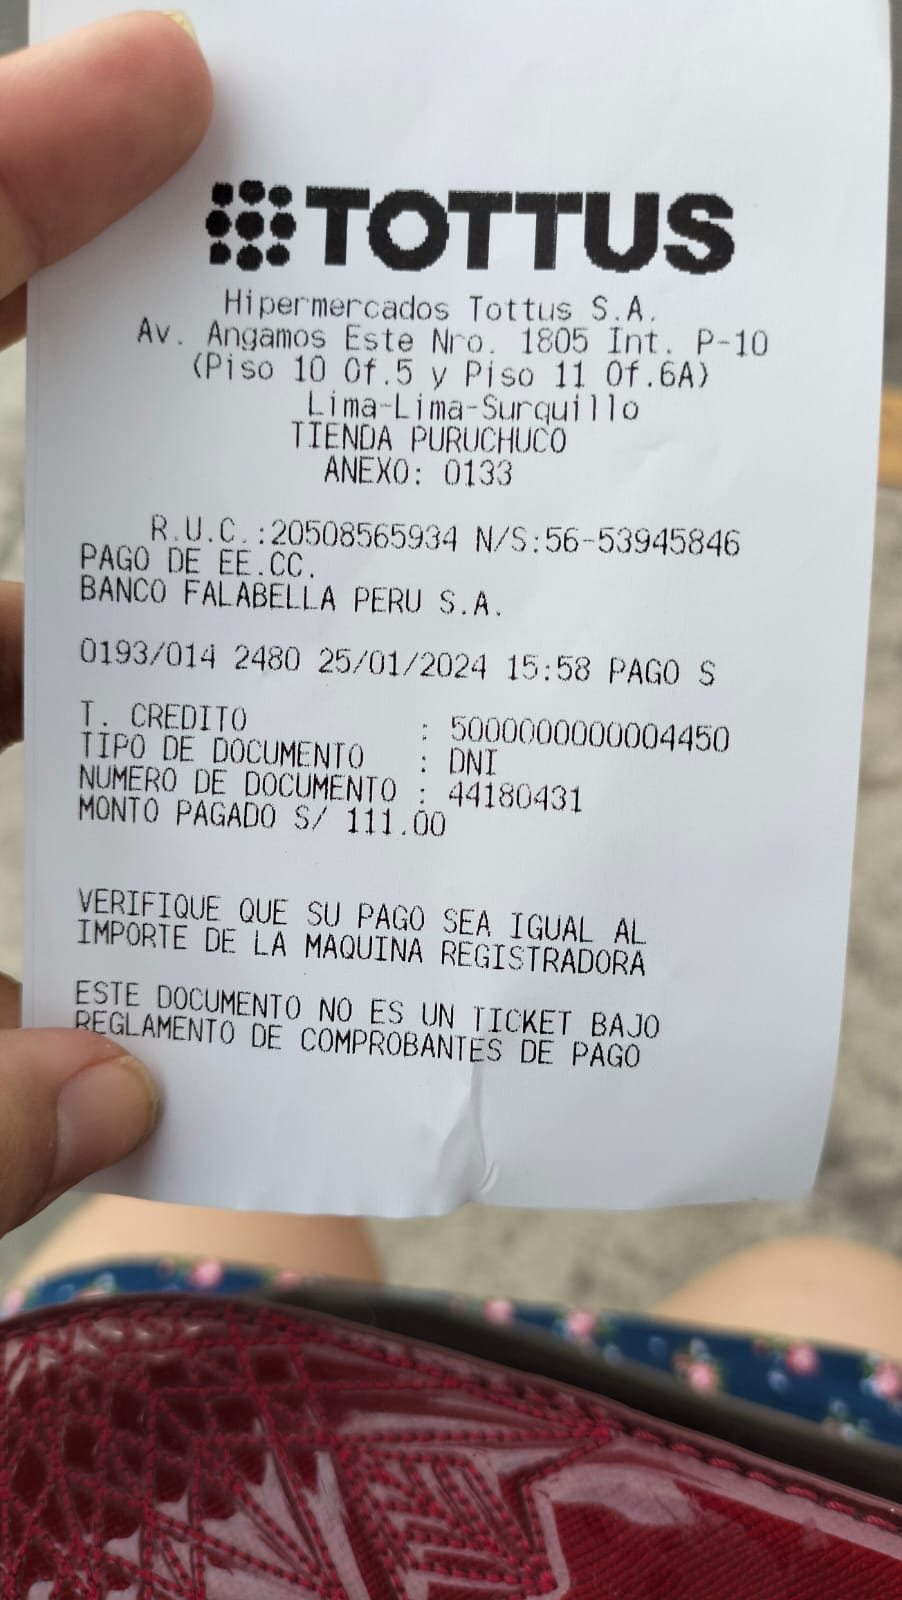 TOTTUS
Hipermercados Tottus S.A.
Av. Angamos Este Nro. 1805 Int. P-10
(Piso 10 Of.5 y Piso 11 Of.6A)
Lima-Lima-Surquillo
TIENDA PURUCHUCO
ANEXO: 0133
R.U.C.:20508565934 N/S:56-53945846
PAGO DE EE.CC.
BANCO FALABELLA PERU S.A.
0193/014 2480 25/01/2024 15:58 PAGO S
T. CREDITO : 5000000000004450
TIPO DE DOCUMENTO : DNI
NUMERO DE DOCUMENTO : 44180431
MONTO PAGADO S/ 111.00
VERIFIQUE QUE SU PAGO SEA IGUAL AL
IMPORTE DE LA MAQUINA REGISTRADORA
ESTE DOCUMENTO NO ES UN TICKET BAJO
REGLAMENTO DE COMPROBANTES DE PAGO